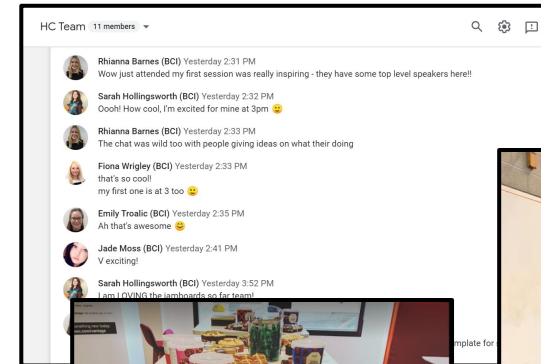 HC Team 11 members
Rhianna Barnes (BCI) Yesterday 2:31 PM
Wow just attended my first session was really inspiring - they have some top level speakers here!!
Sarah Hollingsworth (BCI) Yesterday 2:32 PM
Oooh! How cool, I'm excited for mine at 3pm 🙂
Rhianna Barnes (BCI) Yesterday 2:33 PM
The chat was wild too with people giving ideas on what their doing
Fiona Wrigley (BCI) Yesterday 2:33 PM
that's so cool!
my first one is at 3 too 🙂
Emily Troalic (BCI) Yesterday 2:35 PM
Ah that's awesome 😊
Jade Moss (BCI) Yesterday 2:41 PM
V exciting!
Sarah Hollingsworth (BCI) Yesterday 3:52 PM
I am LOVING the jamboards so far team!
mplate for